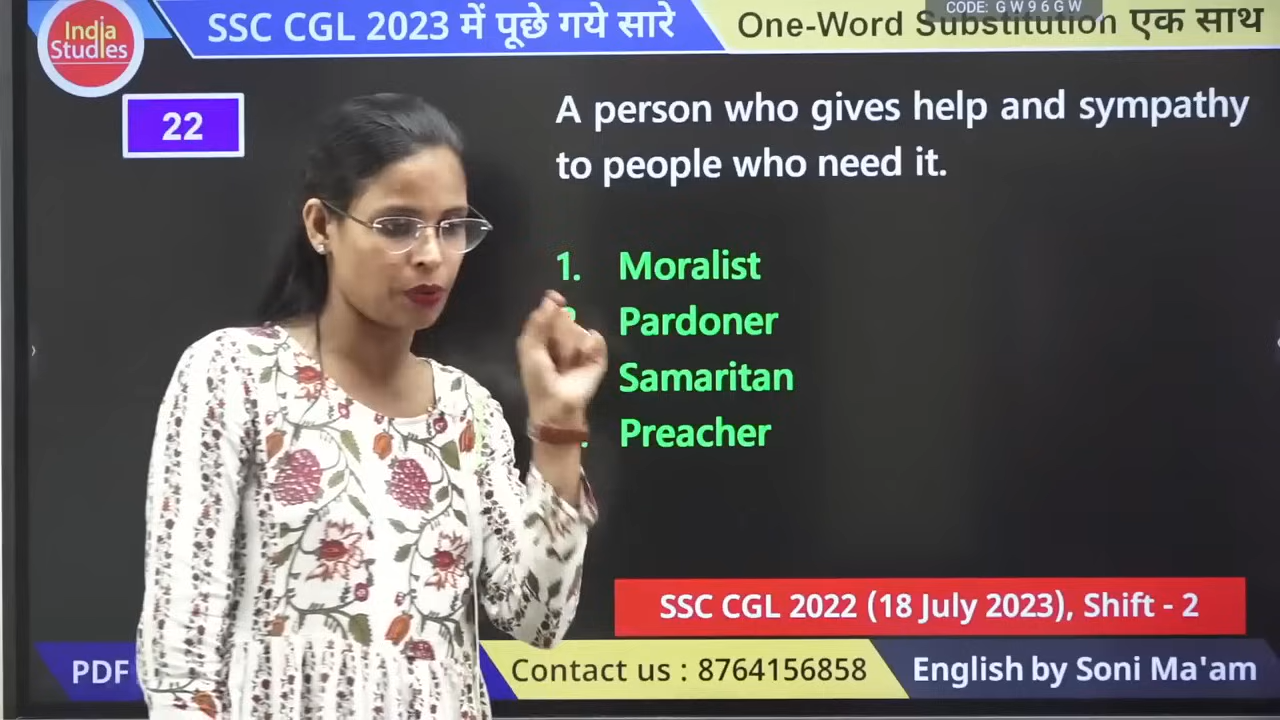 India
Studies
SSC CGL 2023 में पूछे गये सारे
One-Word Substitution एक साथ
CODE: GW96GW
22
A person who gives help and sympathy
to people who need it.
1. Moralist
Pardoner
Samaritan
Preacher
SSC CGL 2022 (18 July 2023), Shift - 2
PDF
Contact us : 8764156858
English by Soni Ma'am